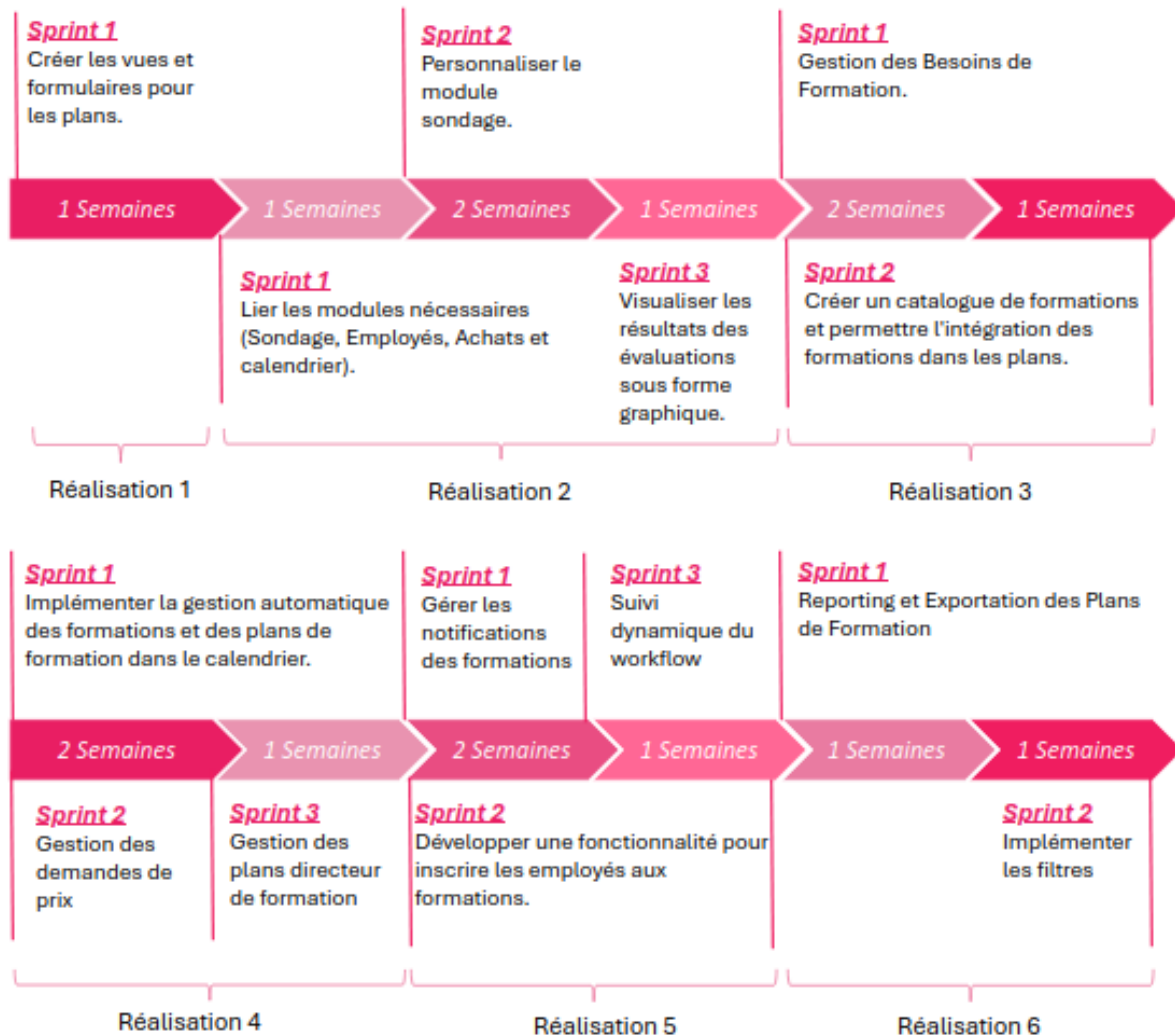 Sprint 1
Créer les vues et
formulaires pour
les plans.
Sprint 2
Personnaliser le
module
sondage.
Sprint 1
Gestion des Besoins de
Formation.
1 Semaines
1 Semaines
2 Semaines
1 Semaines
2 Semaines
1 Semaines
Sprint 1
Lier les modules nécessaires
(Sondage, Employés, Achats et
calendrier).
Sprint 3
Visualiser les
résultats des
évaluations
sous forme
graphique.
Sprint 2
Créer un catalogue de formations
et permettre l'intégration des
formations dans les plans.
Réalisation 1
Réalisation 2
Réalisation 3
Sprint 1
Implémenter la gestion automatique
des formations et des plans de
formation dans le calendrier.
Sprint 1
Gérer les
notifications
des formations
Sprint 3
Suivi
dynamique du
workflow
Sprint 1
Reporting et Exportation des Plans
de Formation
2 Semaines
1 Semaines
2 Semaines
1 Semaines
1 Semaines
1 Semaines
Sprint 2
Gestion des
demandes de
prix
Sprint 3
Gestion des
plans directeur
de formation
Sprint 2
Développer une fonctionnalité pour
inscrire les employés aux
formations.
Sprint 2
Implémenter
les filtres
Réalisation 4
Réalisation 5
Réalisation 6